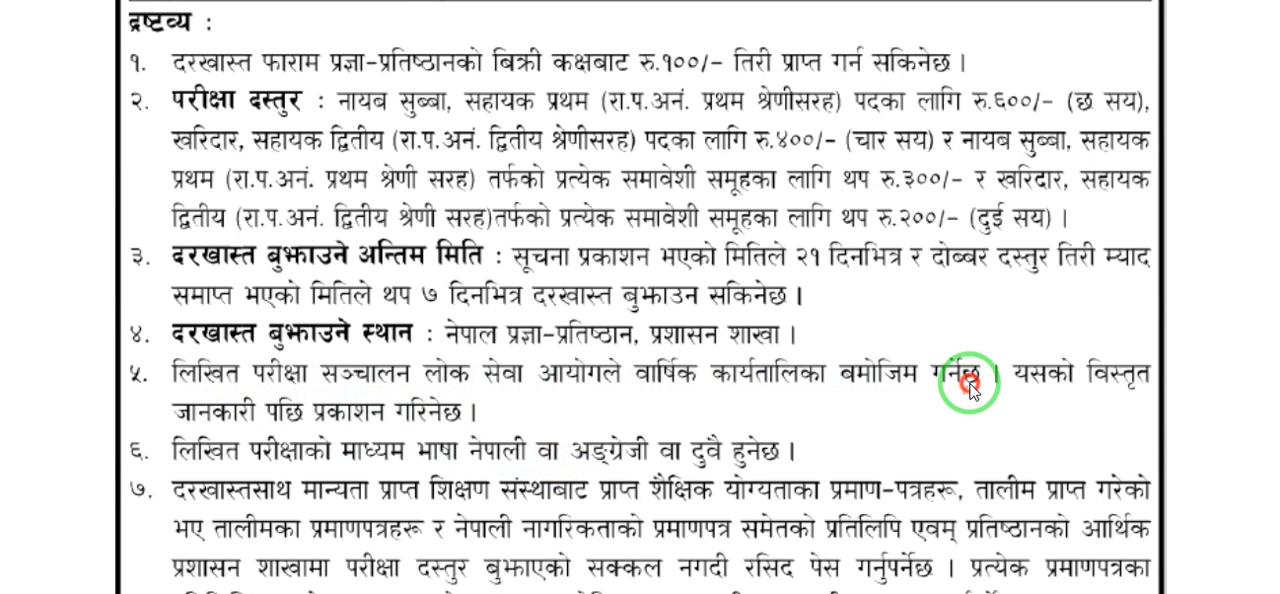 द्रष्टव्य :
१. दरखास्त फाराम प्रज्ञा-प्रतिष्ठानको बिक्री कक्षबाट रु.१००/- तिरी प्राप्त गर्न सकिनेछ ।
२. परीक्षा दस्तुर : नायब सुब्बा, सहायक प्रथम (रा.प.अनं. प्रथम श्रेणीसरह) पदका लागि रु.६००/- (छ सय),
खरिदार, सहायक द्वितीय (रा.प.अनं. द्वितीय श्रेणीसरह) पदका लागि रु.४००/- (चार सय) र नायब सुब्बा, सहायक
प्रथम (रा.प.अनं. प्रथम श्रेणी सरह) तर्फको प्रत्येक समावेशी समूहका लागि थप रु.३००/- र खरिदार, सहायक
द्वितीय (रा.प.अनं. द्वितीय श्रेणी सरह)तर्फको प्रत्येक समावेशी समूहका लागि थप रु.२००/- (दुई सय) ।
३. दरखास्त बुझाउने अन्तिम मिति : सूचना प्रकाशन भएको मितिले २१ दिनभित्र र दोब्बर दस्तुर तिरी म्याद
समाप्त भएको मितिले थप ७ दिनभित्र दरखास्त बुझाउन सकिनेछ ।
४. दरखास्त बुझाउने स्थान : नेपाल प्रज्ञा-प्रतिष्ठान, प्रशासन शाखा ।
५. लिखित परीक्षा सञ्चालन लोक सेवा आयोगले वार्षिक कार्यतालिका बमोजिम गर्नेछ । यसको विस्तृत
जानकारी पछि प्रकाशन गरिनेछ ।
६. लिखित परीक्षाको माध्यम भाषा नेपाली वा अङ्ग्रेजी वा दुवै हुनेछ ।
७. दरखास्तसाथ मान्यता प्राप्त शिक्षण संस्थाबाट प्राप्त शैक्षिक योग्यताका प्रमाण-पत्रहरू, तालीम प्राप्त गरेको
भए तालीमका प्रमाणपत्रहरू र नेपाली नागरिकताको प्रमाणपत्र समेतको प्रतिलिपि एवम् प्रतिष्ठानको आर्थिक
प्रशासन शाखामा परीक्षा दस्तुर बुझाएको सक्कल नगदी रसिद पेस गर्नुपर्नेछ । प्रत्येक प्रमाणपत्रका